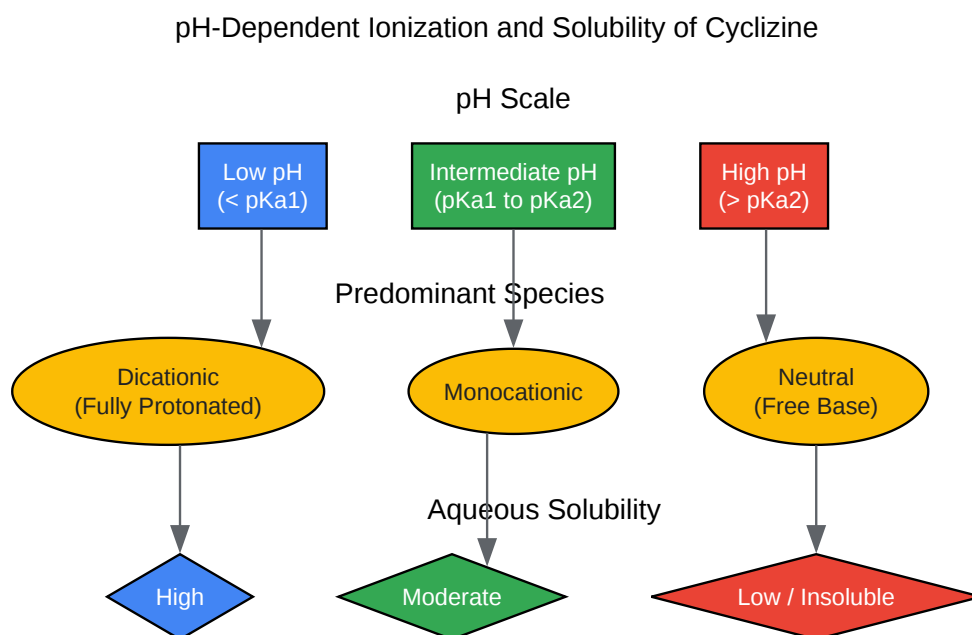 pH-Dependent Ionization and Solubility of Cyclizine
pH Scale
Low pH
(< pKa1)
Intermediate pH
(pKa1 to pKa2)
High pH
(> pKa2)
Predominant Species
Dicationic
(Fully Protonated)
Monocationic
Neutral
(Free Base)
Aqueous Solubility
High
Moderate
Low / Insoluble